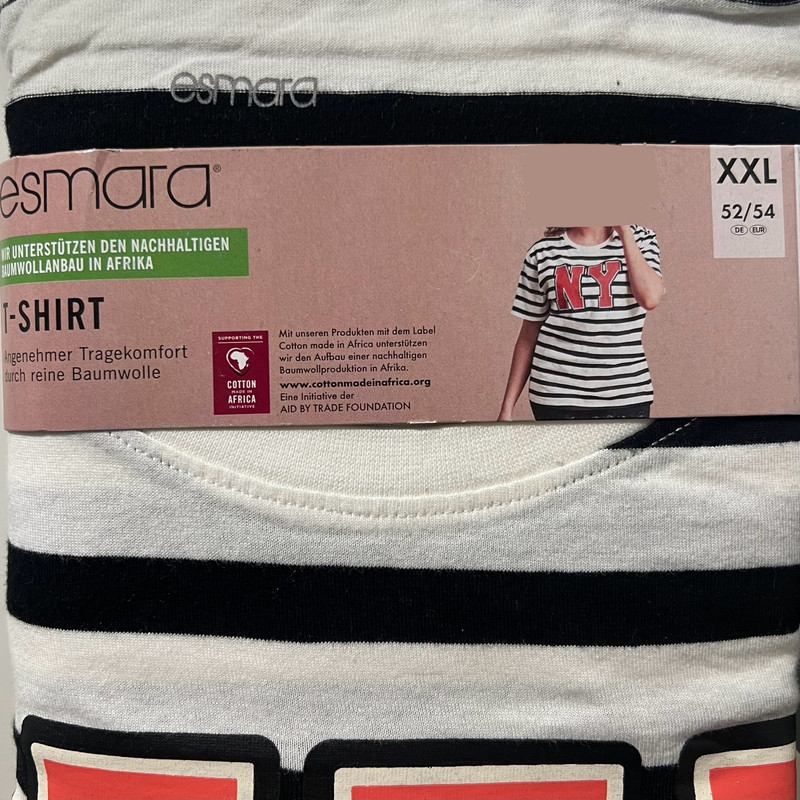 esmara
esmara®
WIR UNTERSTÜTZEN DEN NACHHALTIGEN
BAUMWOLLANBAU IN AFRIKA
T-SHIRT
Angenehmer Tragekomfort
durch reine Baumwolle
SUPPORTING THE
COTTON
MADE IN
AFRICA
INITIATIVE
Mit unseren Produkten mit dem Label
Cotton made in Africa unterstützen
wir den Aufbau einer nachhaltigen
Baumwollproduktion in Afrika.
www.cottonmadeinafrica.org
Eine Initiative der
AID BY TRADE FOUNDATION
NY
XXL
52/54
DE EUR